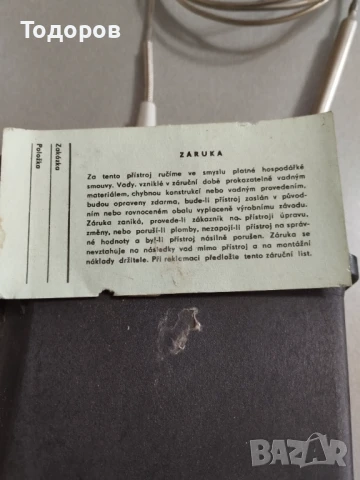 Тодоров
ZÁRUKA
Za tento přístroj ručíme ve smyslu platné hospodářské
smouvy. Vady, vzniklé v záruční době prokazatelně vadným
materiálem, chybnou konstrukcí nebo vadným provedením,
budou opraveny zdarma, bude-li přístroj zaslán v původ-
ním nebo rovnoceném obalu vyplaceně výrobnímu závodu.
Záruka zaniká, provede-li zákazník na přístroji úpravu,
změny, nebo poruší-li plomby, nezapojí-li přístroj na správ-
né hodnoty a byl-li přístroj násilně porušen. Záruka se
nevztahuje na následky vad mimo přístroj a na montážní
náklady držitele. Při reklamaci předložte tento záruční list.
Zakázka
Položka
BAZAR
bg